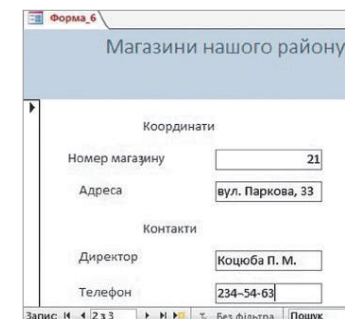 Форма_6
Магазини нашого району
Координати
Номер магазину 21
Адреса вул. Паркова, 33
Контакти
Директор Коцюба П. М.
Телефон 234–54-63
Запис: 2 з 3 Без фільтра Пошук